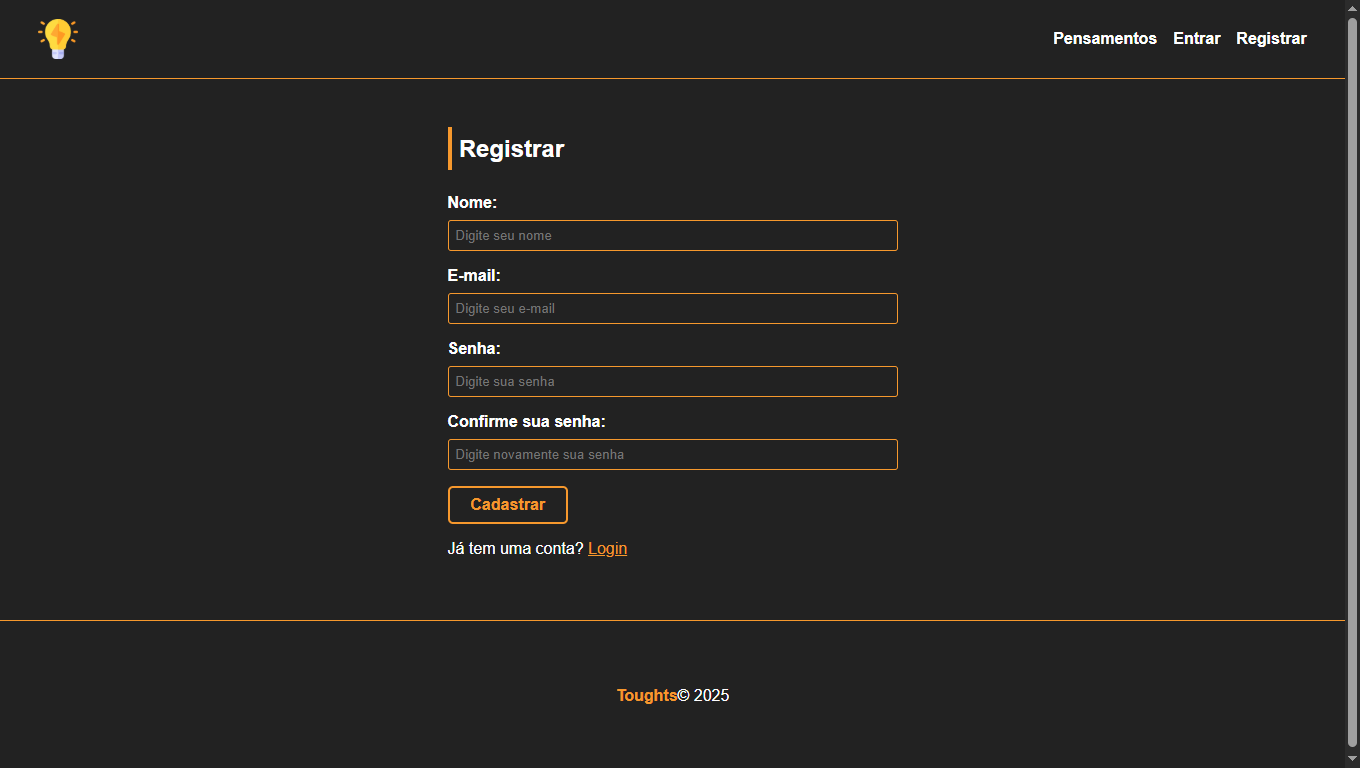 Pensamentos Entrar Registrar
Registrar
Nome:
Digite seu nome
E-mail:
Digite seu e-mail
Senha:
Digite sua senha
Confirme sua senha:
Digite novamente sua senha
Cadastrar
Já tem uma conta? Login
Toughts© 2025